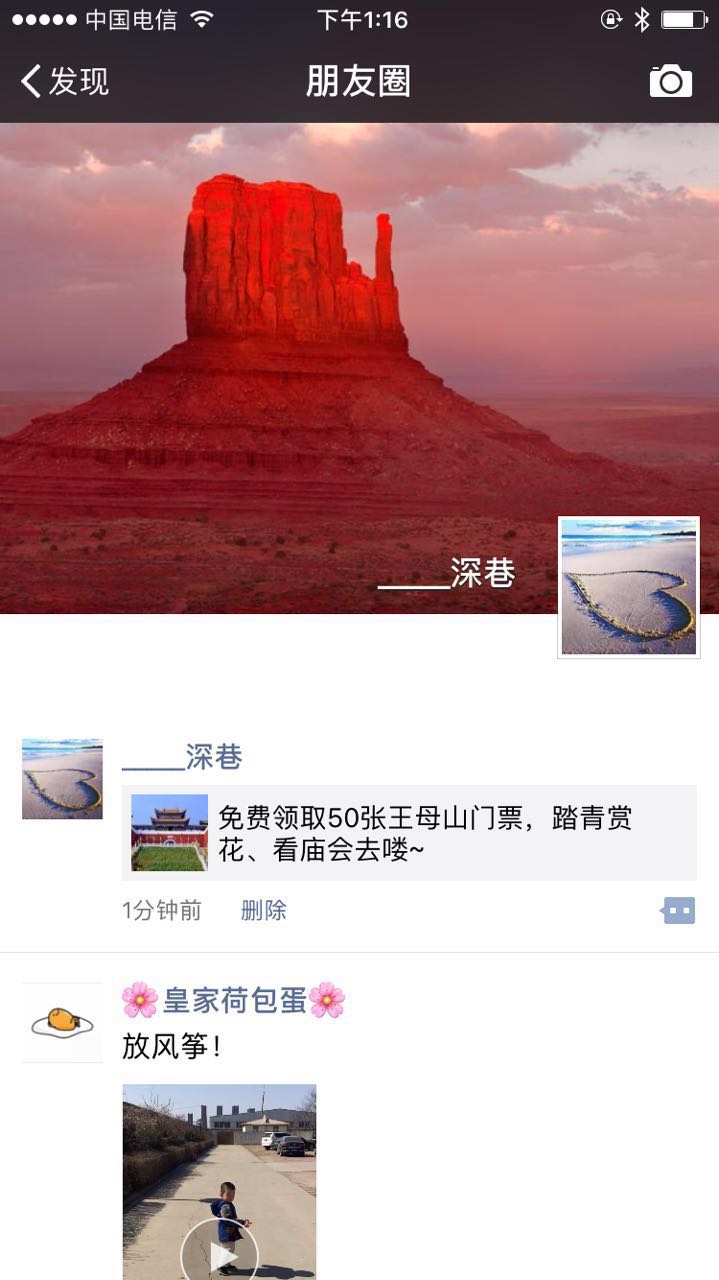 中国电信
下午1:16
发现
朋友圈
_____深巷
_____深巷
免费领取50张王母山门票，踏青赏
花、看庙会去喽~
1分钟前
删除
🌸皇家荷包蛋🌸
放风筝！